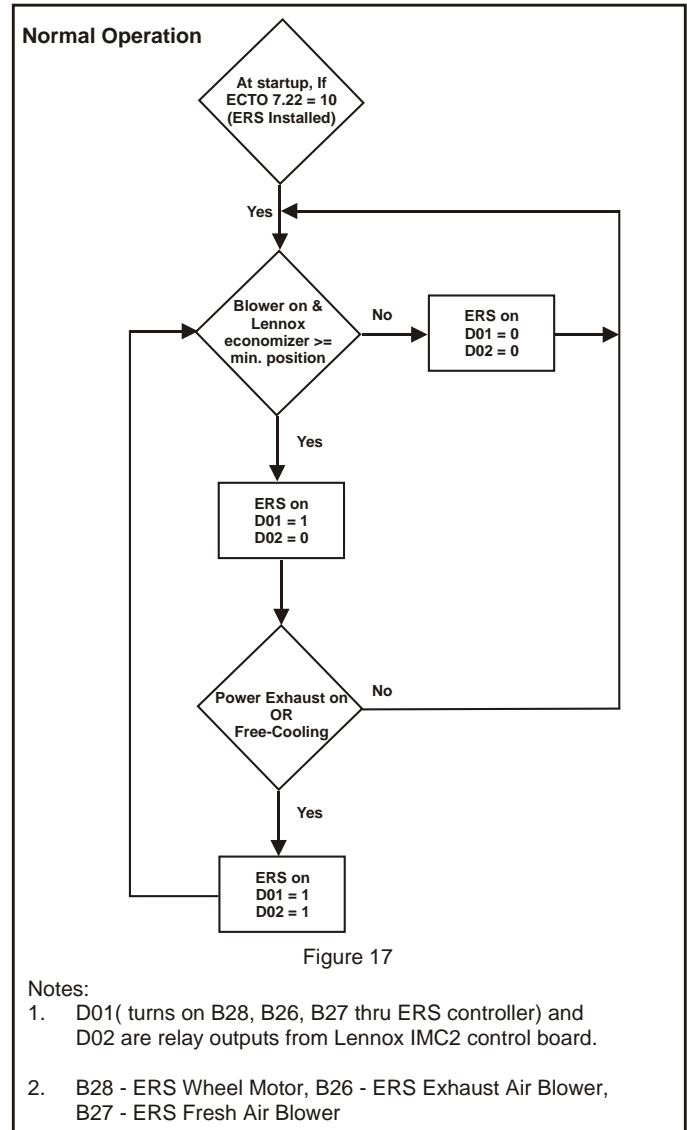 Normal Operation
At startup, If
ECTO 7.22 = 10
(ERS Installed)
Yes
Blower on &
Lennox
economizer >=
min. position
No
ERS on
D01 = 0
D02 = 0
Yes
ERS on
D01 = 1
D02 = 0
Power Exhaust on
OR
Free-Cooling
No
Yes
ERS on
D01 = 1
D02 = 1
Figure 17
Notes:
1. D01( turns on B28, B26, B27 thru ERS controller) and
D02 are relay outputs from Lennox IMC2 control board.
2. B28 - ERS Wheel Motor, B26 - ERS Exhaust Air Blower,
B27 - ERS Fresh Air Blower